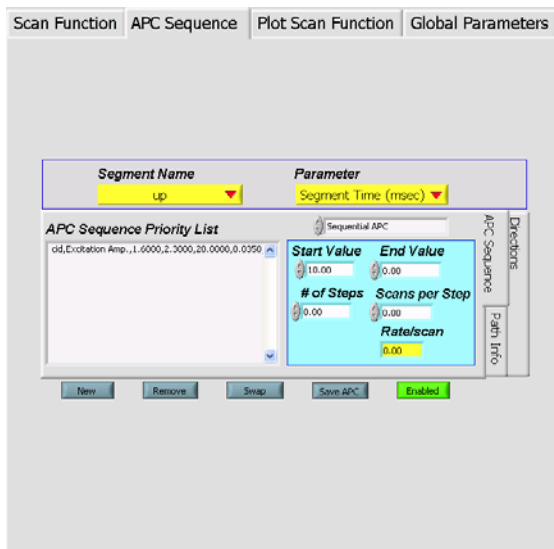 Scan Function APC Sequence Plot Scan Function Global Parameters
Segment Name Parameter
up Segment Time (msec)
APC Sequence Priority List Sequential APC
cid,Excitation Amp.,1.6000,2.3000,20.0000,0.0350
Start Value End Value
10.00 0.00
# of Steps Scans per Step
0.00 0.00
Rate/scan
0.00
APC Sequence
Path Info
Directions
New Remove Swap Save APC Enabled